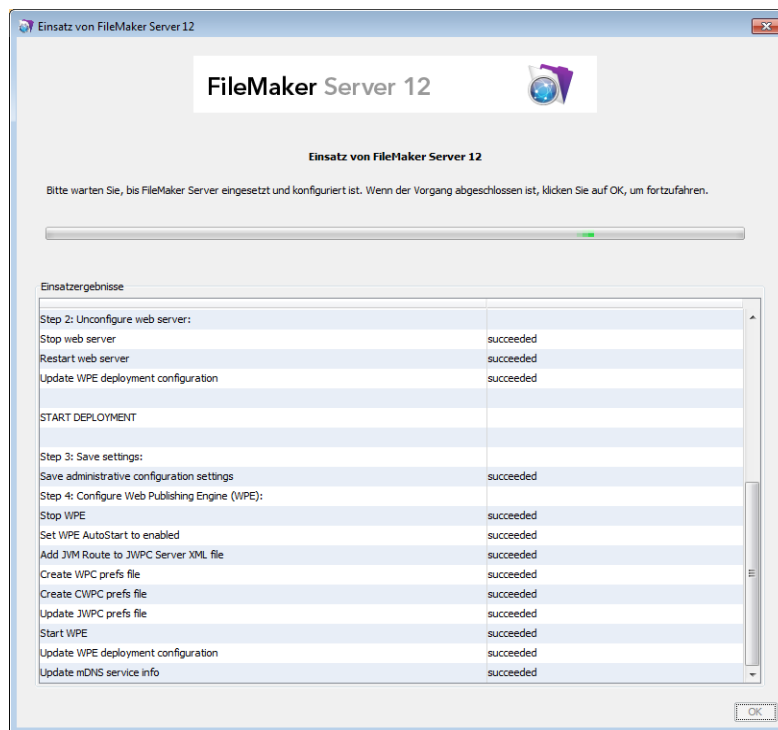 Einsatz von FileMaker Server 12
FileMaker Server 12
Einsatz von FileMaker Server 12
Bitte warten Sie, bis FileMaker Server eingesetzt und konfiguriert ist. Wenn der Vorgang abgeschlossen ist, klicken Sie auf OK, um fortzufahren.
Einsatzergebnisse
Step 2: Unconfigure web server:
Stop web server succeeded
Restart web server succeeded
Update WPE deployment configuration succeeded
START DEPLOYMENT
Step 3: Save settings:
Save administrative configuration settings succeeded
Step 4: Configure Web Publishing Engine (WPE):
Stop WPE succeeded
Set WPE AutoStart to enabled succeeded
Add JVM Route to JWPC Server XML file succeeded
Create WPC prefs file succeeded
Create CWPC prefs file succeeded
Update JWPC prefs file succeeded
Start WPE succeeded
Update WPE deployment configuration succeeded
Update mDNS service info succeeded
OK